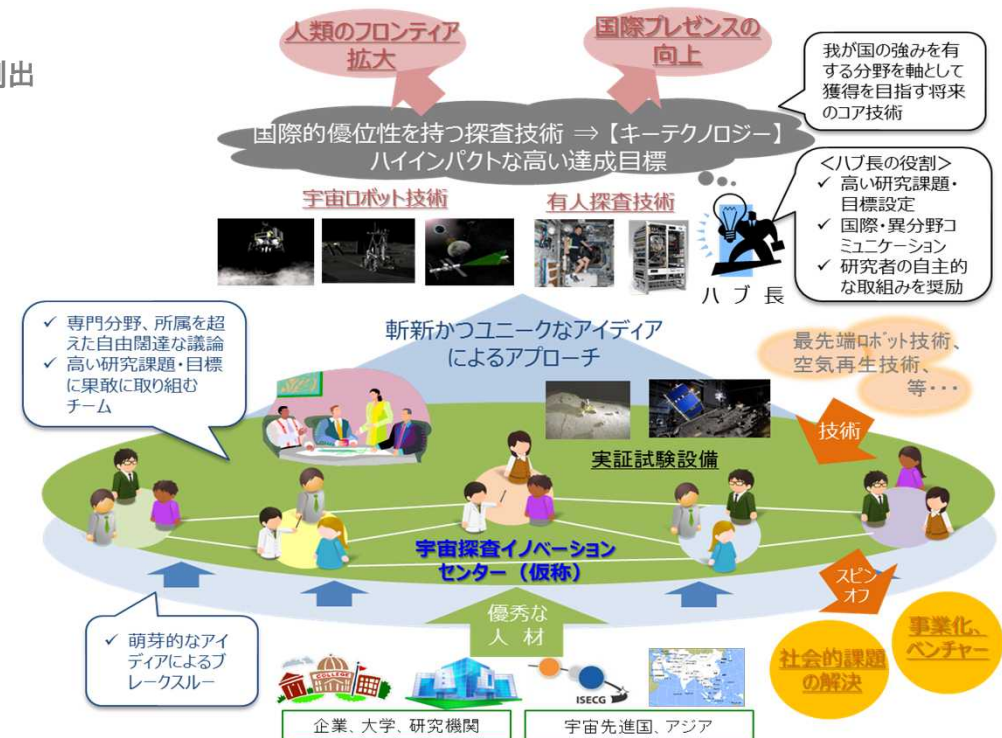 出
人類のフロンティア
拡大
国際プレゼンスの
向上
我が国の強みを有
する分野を軸として
獲得を目指す将来
のコア技術
国際的優位性を持つ探査技術 ⇒【キーテクノロジー】
ハイインパクトな高い達成目標
宇宙ロボット技術
有人探査技術
<ハブ長の役割>
✓ 高い研究課題・
目標設定
✓ 国際・異分野コ
ミュニケーション
✓ 研究者の自主的
な取組みを奨励
ハブ長
✓ 専門分野、所属を超
えた自由闊達な議論
✓ 高い研究課題・目標
に果敢に取り組む
チーム
斬新かつユニークなアイディア
によるアプローチ
最先端ロボット技術、
空気再生技術、
等・・・
技術
実証試験設備
宇宙探査イノベーション
センター（仮称）
スピン
オフ
優秀な
人材
✓ 萌芽的なアイ
ディアによるブ
レークスルー
事業化、
ベンチャー
社会的課題
の解決
COLLEGE
ISECG
企業、大学、研究機関
宇宙先進国、アジア